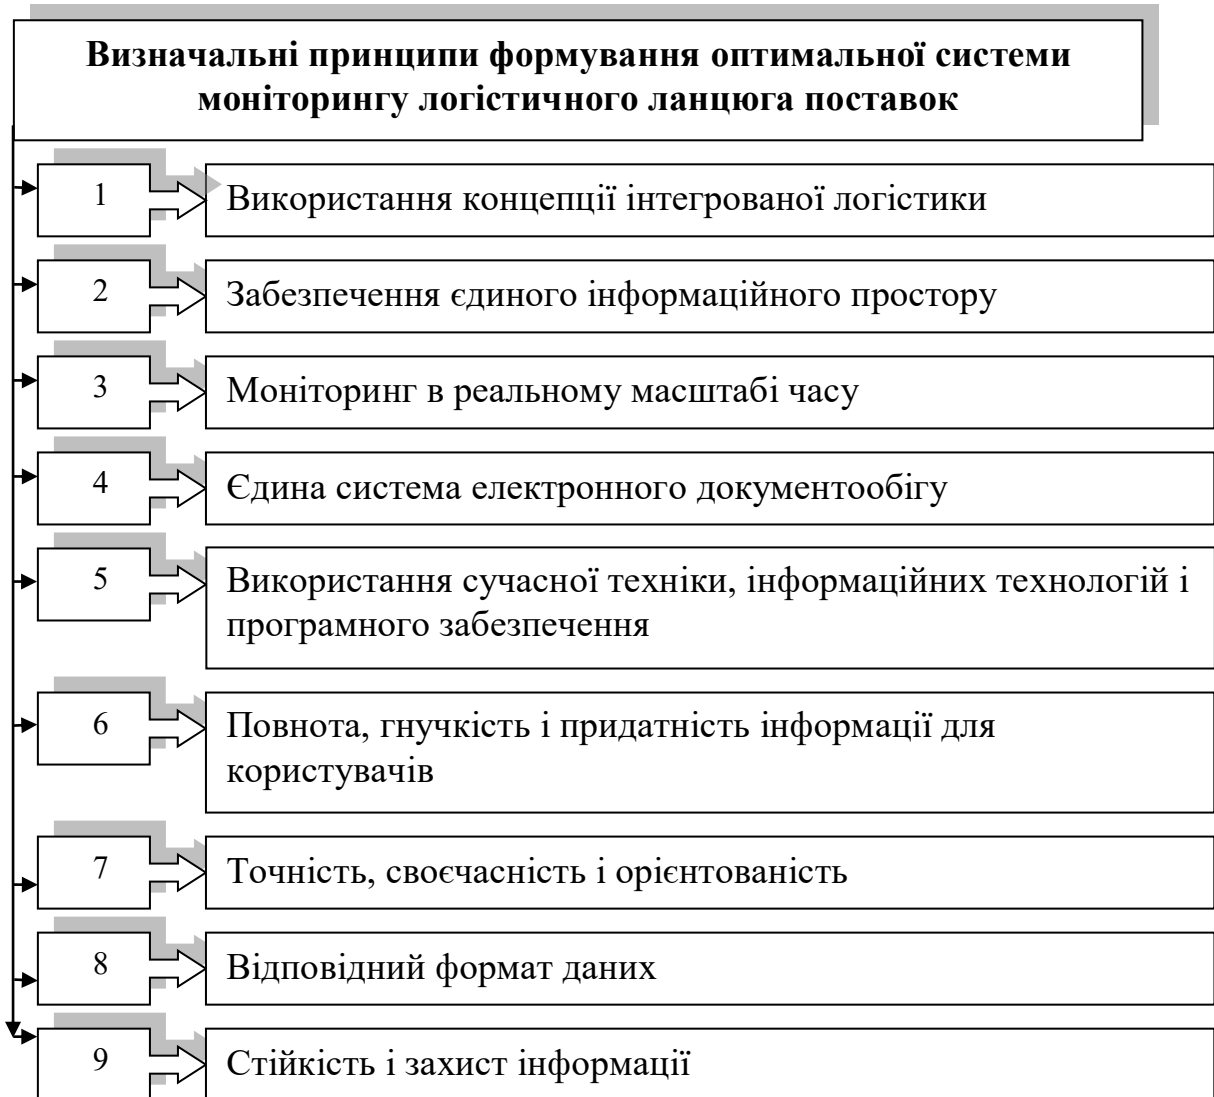 Визначальні принципи формування оптимальної системи
моніторингу логістичного ланцюга поставок
1
Використання концепції інтегрованої логістики
2
Забезпечення єдиного інформаційного простору
3
Моніторинг в реальному масштабі часу
4
Єдина система електронного документообігу
5
Використання сучасної техніки, інформаційних технологій і
програмного забезпечення
6
Повнота, гнучкість і придатність інформації для
користувачів
7
Точність, своєчасність і орієнтованість
8
Відповідний формат даних
9
Стійкість і захист інформації